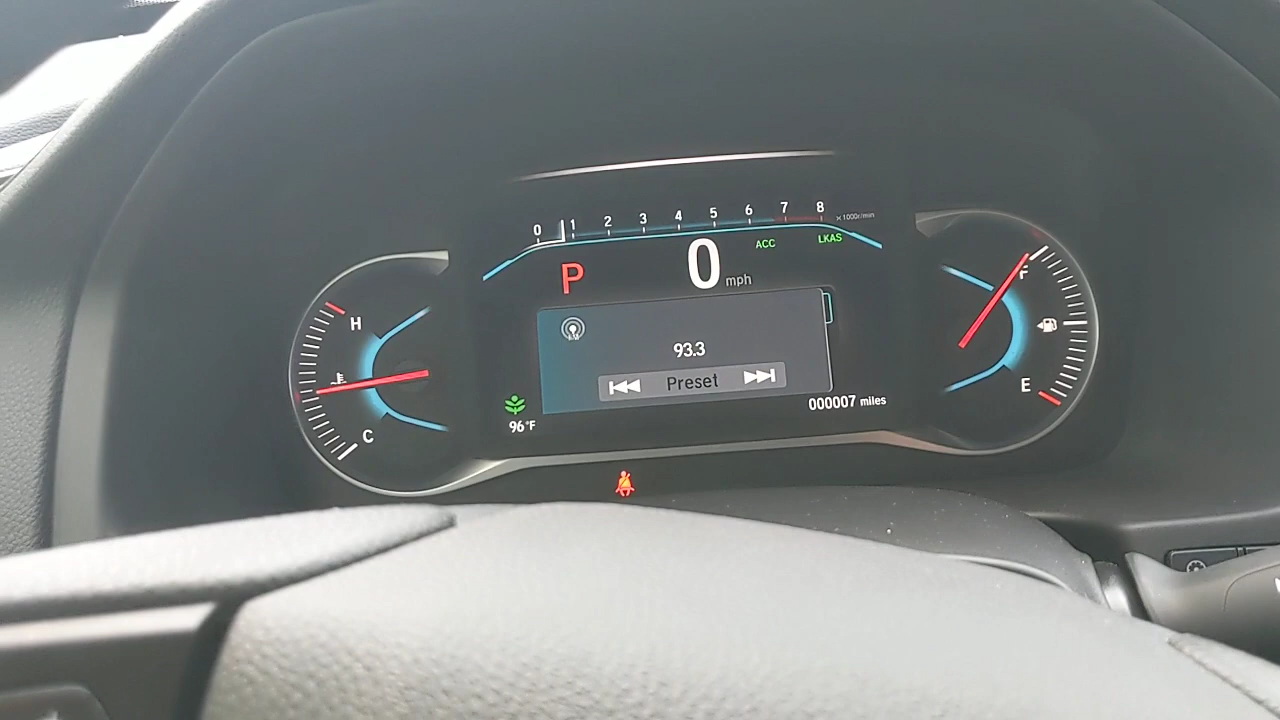 0 1 2 3 4 5 6 7 8 x1000r/min
P 0 mph ACC LKAS
H
C
93.3
Preset
96°F
000007 miles
F
E